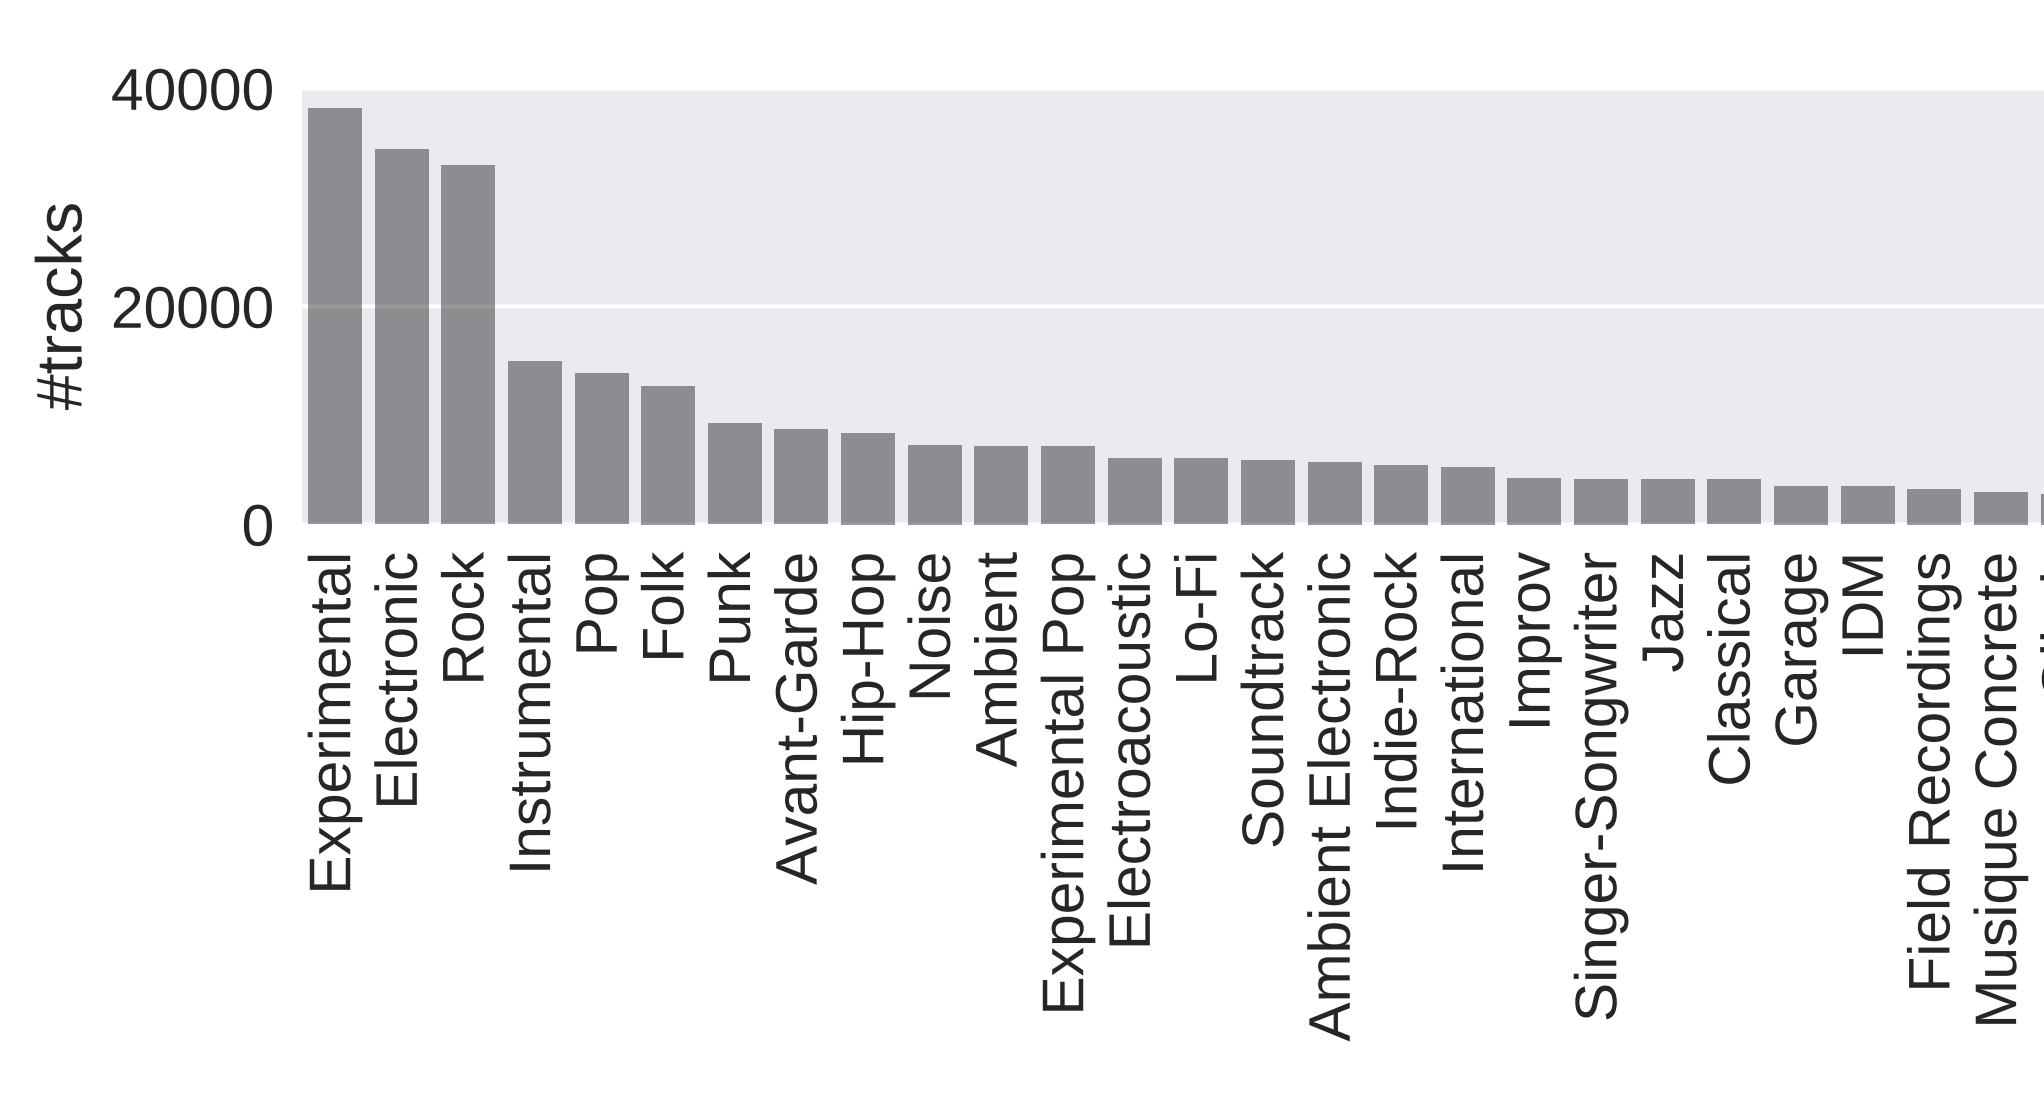 40000
20000
0
#tracks
Experimental
Electronic
Rock
Instrumental
Pop
Folk
Punk
Avant-Garde
Hip-Hop
Noise
Ambient
Experimental Pop
Electroacoustic
Lo-Fi
Soundtrack
Ambient Electronic
Indie-Rock
International
Improv
Singer-Songwriter
Jazz
Classical
Garage
IDM
Field Recordings
Musique Concrete